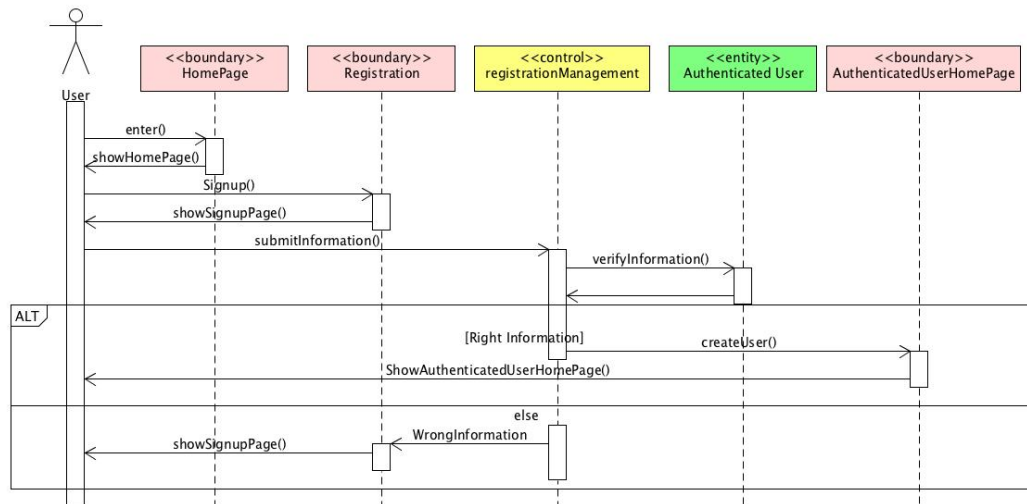 <<boundary>>
HomePage
<<boundary>>
Registration
<<control>>
registrationManagement
<<entity>>
Authenticated User
<<boundary>>
AuthenticatedUserHomePage
User
enter()
showHomePage()
Signup()
showSignupPage()
submitInformation()
verifyInformation()
ALT
[Right Information]
createUser()
ShowAuthenticatedUserHomePage()
else
WrongInformation
showSignupPage()